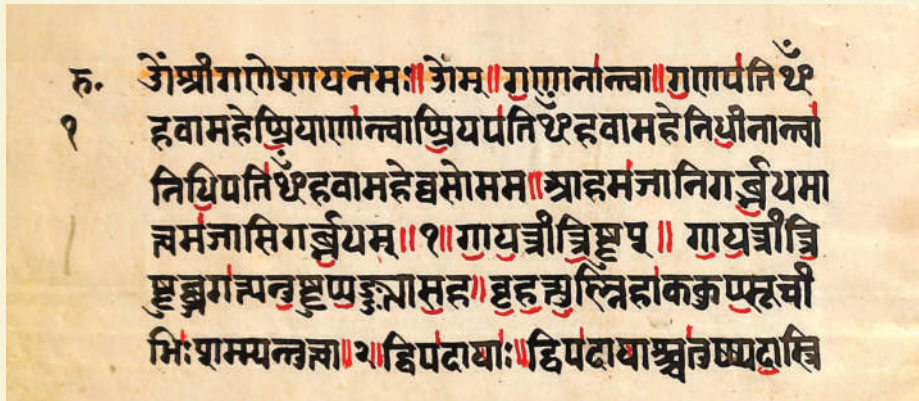 रु. ॐ श्रीगणेशायनमः॥ ॐम्॥ गणानान्त्वा॥ गणपतिꣳ
१ हवामहेप्प्रियाणान्त्वाप्प्रियपतिꣳहवामहेनिधीनान्त्वा
निधिपतिꣳहवामहेव्वसोमम॥ आहमजानिगर्ब्भधमा
त्वमजासिगर्ब्भधम्॥१॥गायत्रीत्रिष्टुप्॥ गायत्रीत्रि
ष्टुब्जगत्यनुष्टुप्पङ्क्त्यासह॥ बृहत्युष्णिहाककुप्सूची
भिःशम्म्यन्तुत्वा॥२॥द्विपदायाः॥द्विपदायाश्चतुष्प्पदास्त्रि